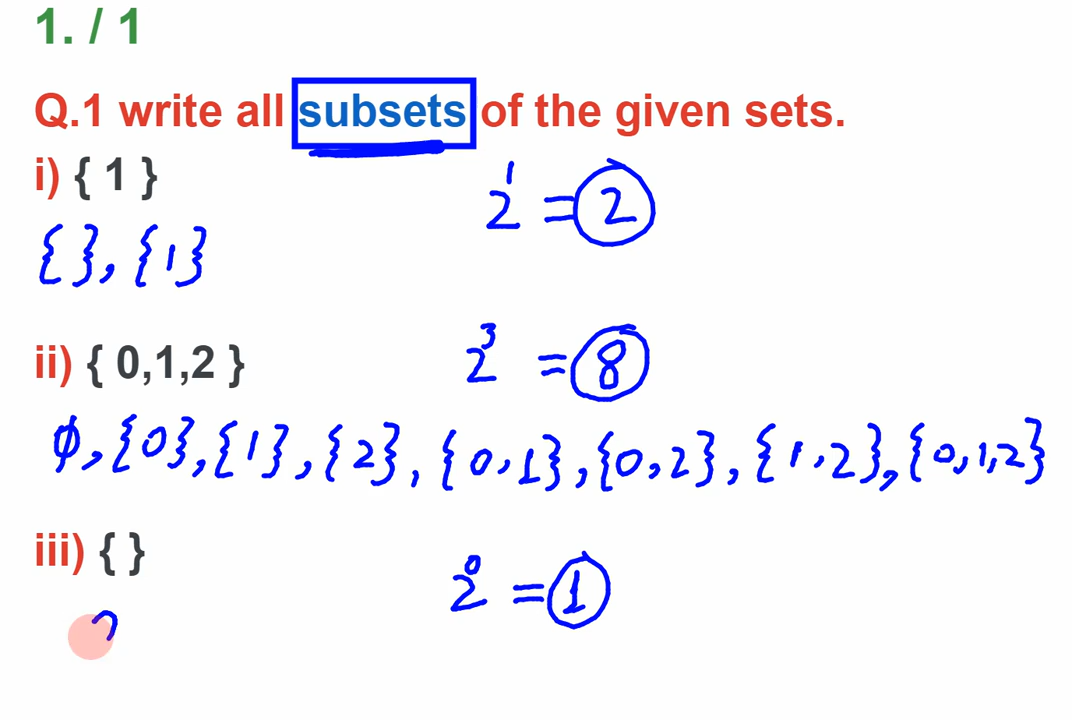 1. / 1
Q.1 write all subsets of the given sets.
i) { 1 }
2¹ = 2
{ }, {1}
ii) { 0,1,2 }
2³ = 8
ϕ, {0}, {1}, {2}, {0,1}, {0,2}, {1,2}, {0,1,2}
iii) { }
2⁰ = 1